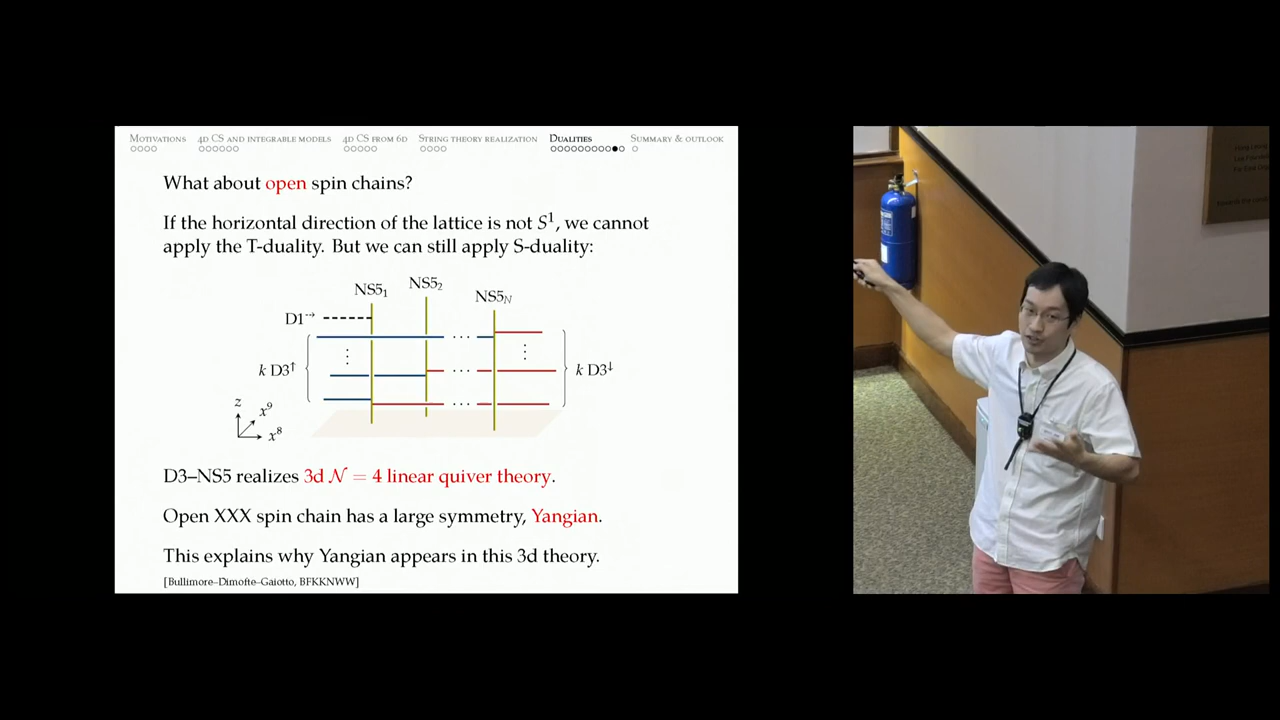 MOTIVATIONS 4D CS AND INTEGRABLE MODELS 4D CS FROM 6D STRING THEORY REALIZATION DUALITIES SUMMARY & OUTLOOK
What about open spin chains?
If the horizontal direction of the lattice is not S¹, we cannot
apply the T-duality. But we can still apply S-duality:
NS5₁ NS5₂ NS5_N
D1⇢
k D3↑ ⋮ ··· ⋮ k D3↓
z x⁹ x⁸
D3–NS5 realizes 3d 𝒩 = 4 linear quiver theory.
Open XXX spin chain has a large symmetry, Yangian.
This explains why Yangian appears in this 3d theory.
[Bullimore–Dimofte–Gaiotto, BFKKNWW]